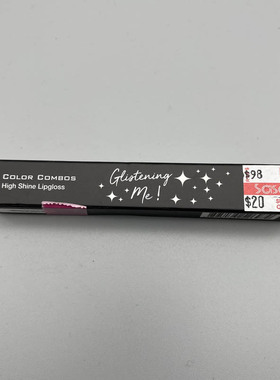 COLOR COMBOS
High Shine Lipgloss
Glistening
Me!
$98
$20